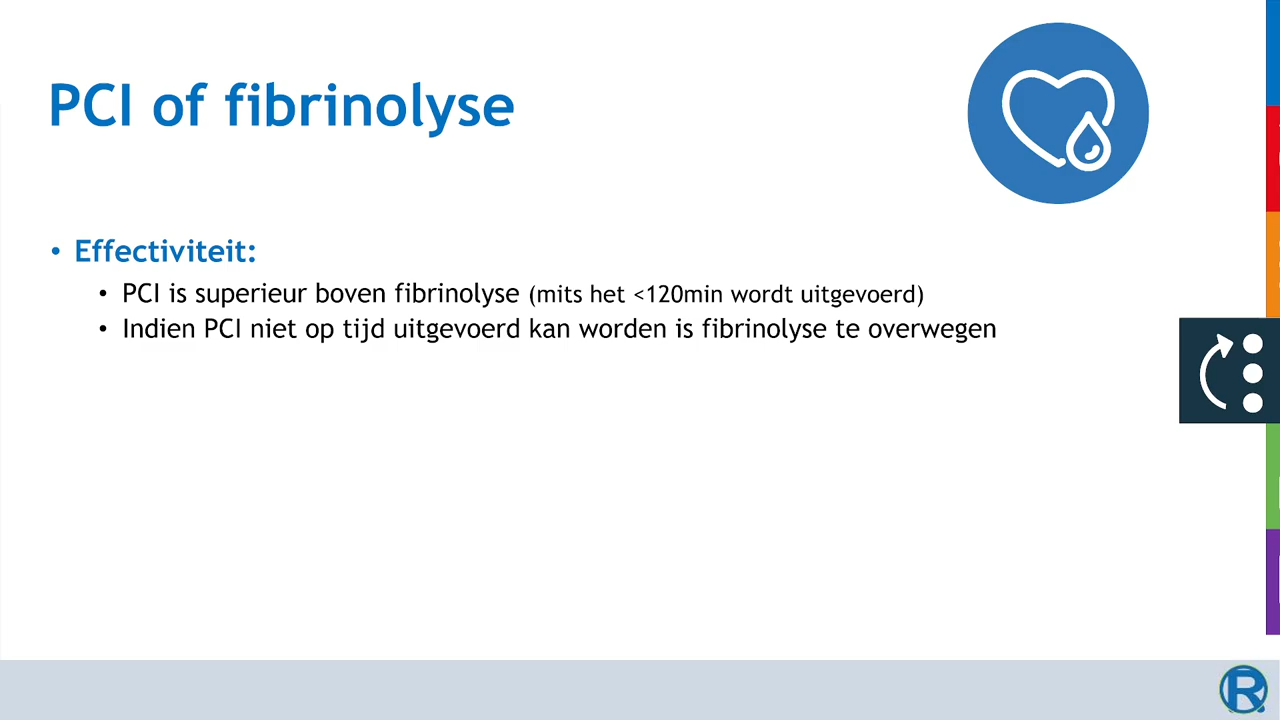 PCI of fibrinolyse
• Effectiviteit:
• PCI is superieur boven fibrinolyse (mits het <120min wordt uitgevoerd)
• Indien PCI niet op tijd uitgevoerd kan worden is fibrinolyse te overwegen
R